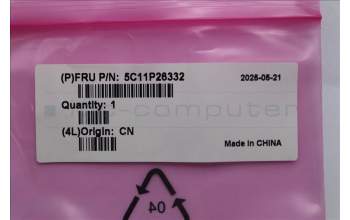 (P)FRU P/N: 5C11P26332
2025-05-21
Quantity: 1
(4L)Origin: CN
Made in CHINA
04